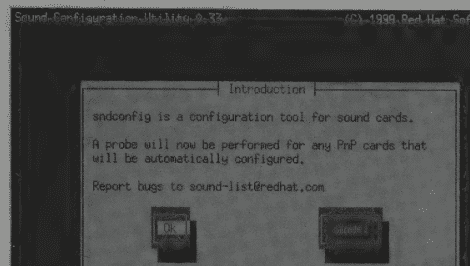 Sound Configuration Utility 0.33 (C) 1999 Red Hat Sof
Introduction
sndconfig is a configuration tool for sound cards.
A probe will now be performed for any PnP cards that
will be automatically configured.
Report bugs to sound-list@redhat.com
Ok